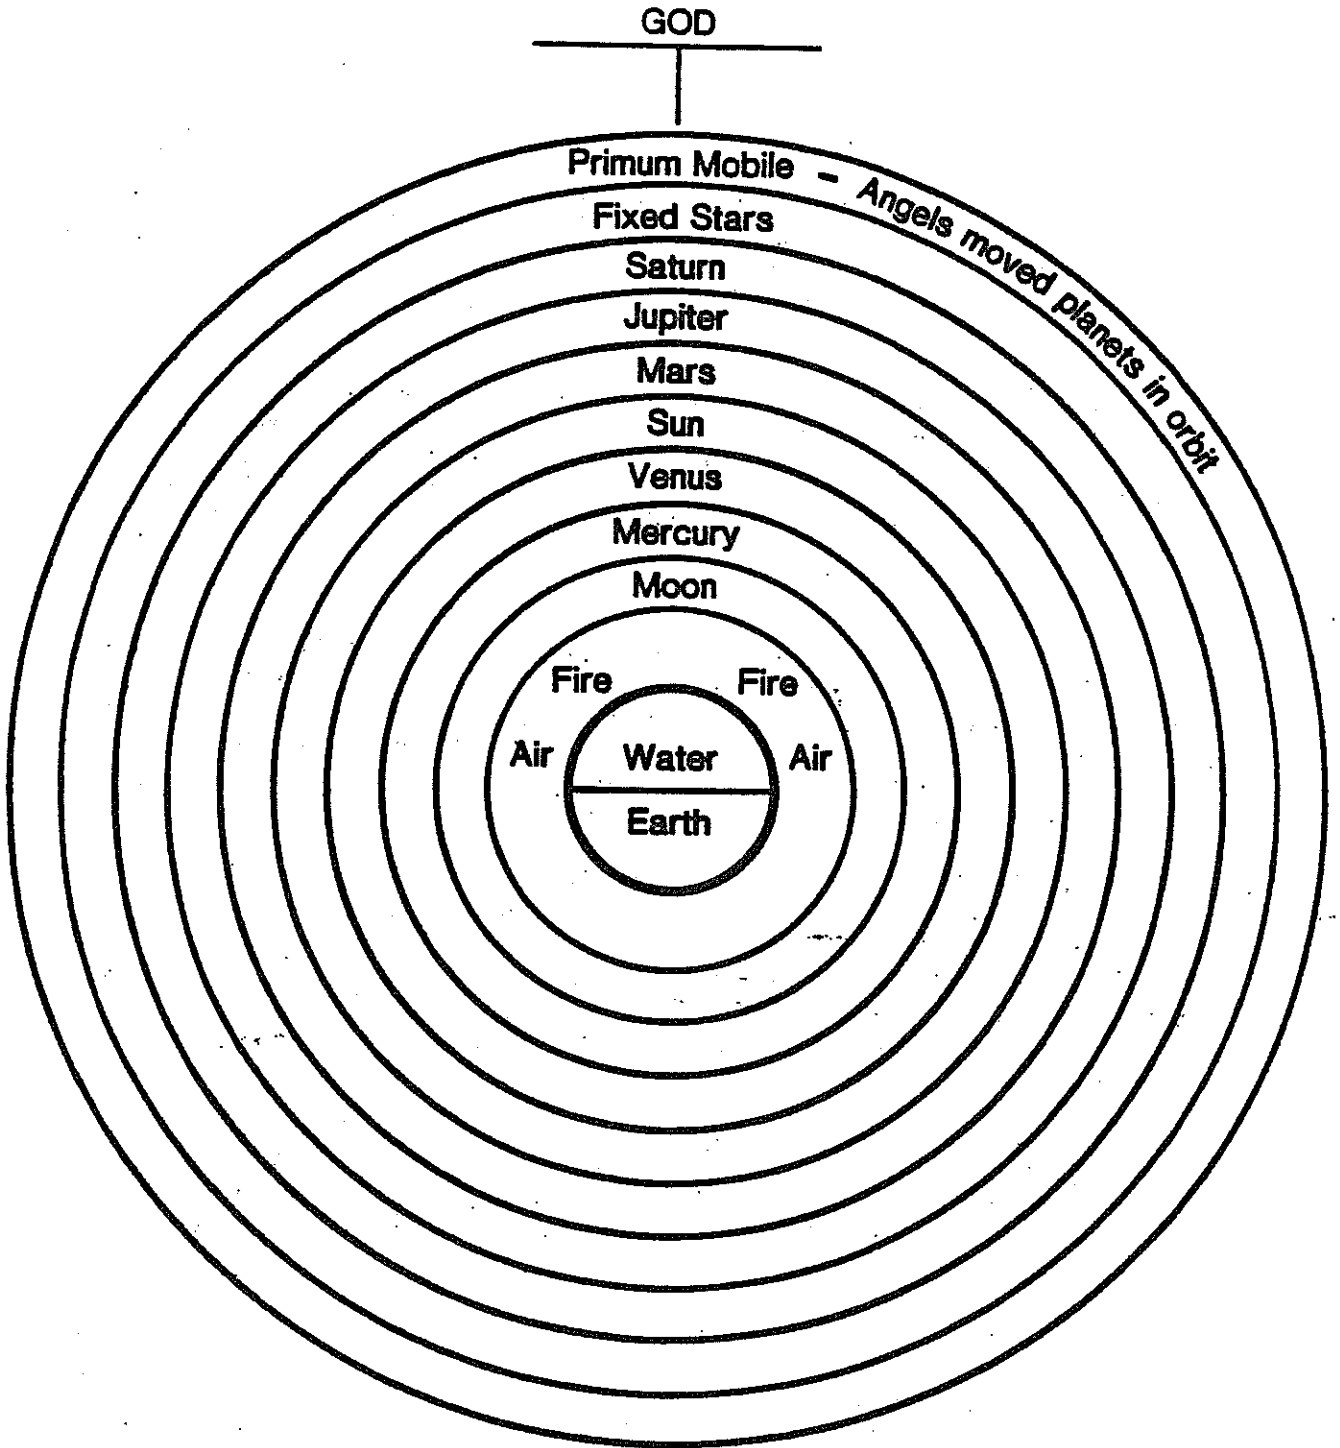 GOD
Primum Mobile - Angels moved planets in orbit
Fixed Stars
Saturn
Jupiter
Mars
Sun
Venus
Mercury
Moon
Fire Fire
Air Water Air
Earth